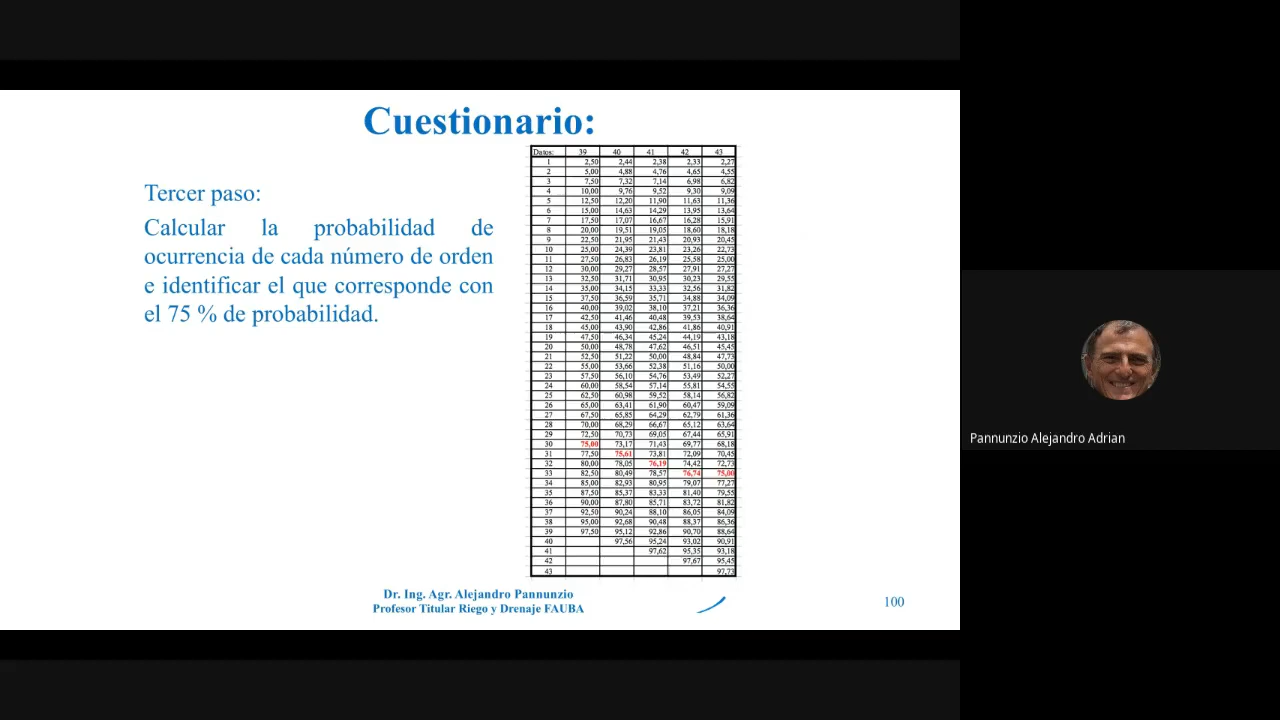 Cuestionario:
Tercer paso:
Calcular la probabilidad de
ocurrencia de cada número de orden
e identificar el que corresponde con
el 75 % de probabilidad.
Datos: 39 40 41 42 43
1 2,50 2,44 2,38 2,33 2,27
2 5,00 4,88 4,76 4,65 4,55
3 7,50 7,32 7,14 6,98 6,82
4 10,00 9,76 9,52 9,30 9,09
5 12,50 12,20 11,90 11,63 11,36
6 15,00 14,63 14,29 13,95 13,64
7 17,50 17,07 16,67 16,28 15,91
8 20,00 19,51 19,05 18,60 18,18
9 22,50 21,95 21,43 20,93 20,45
10 25,00 24,39 23,81 23,26 22,73
11 27,50 26,83 26,19 25,58 25,00
12 30,00 29,27 28,57 27,91 27,27
13 32,50 31,71 30,95 30,23 29,55
14 35,00 34,15 33,33 32,56 31,82
15 37,50 36,59 35,71 34,88 34,09
16 40,00 39,02 38,10 37,21 36,36
17 42,50 41,46 40,48 39,53 38,64
18 45,00 43,90 42,86 41,86 40,91
19 47,50 46,34 45,24 44,19 43,18
20 50,00 48,78 47,62 46,51 45,45
21 52,50 51,22 50,00 48,84 47,73
22 55,00 53,66 52,38 51,16 50,00
23 57,50 56,10 54,76 53,49 52,27
24 60,00 58,54 57,14 55,81 54,55
25 62,50 60,98 59,52 58,14 56,82
26 65,00 63,41 61,90 60,47 59,09
27 67,50 65,85 64,29 62,79 61,36
28 70,00 68,29 66,67 65,12 63,64
29 72,50 70,73 69,05 67,44 65,91
30 75,00 73,17 71,43 69,77 68,18
31 77,50 75,61 73,81 72,09 70,45
32 80,00 78,05 76,19 74,42 72,73
33 82,50 80,49 78,57 76,74 75,00
34 85,00 82,93 80,95 79,07 77,27
35 87,50 85,37 83,33 81,40 79,55
36 90,00 87,80 85,71 83,72 81,82
37 92,50 90,24 88,10 86,05 84,09
38 95,00 92,68 90,48 88,37 86,36
39 97,50 95,12 92,86 90,70 88,64
40 97,56 95,24 93,02 90,91
41 97,62 95,35 93,18
42 97,67 95,45
43 97,73
Dr. Ing. Agr. Alejandro Pannunzio
Profesor Titular Riego y Drenaje FAUBA
100
Pannunzio Alejandro Adrian